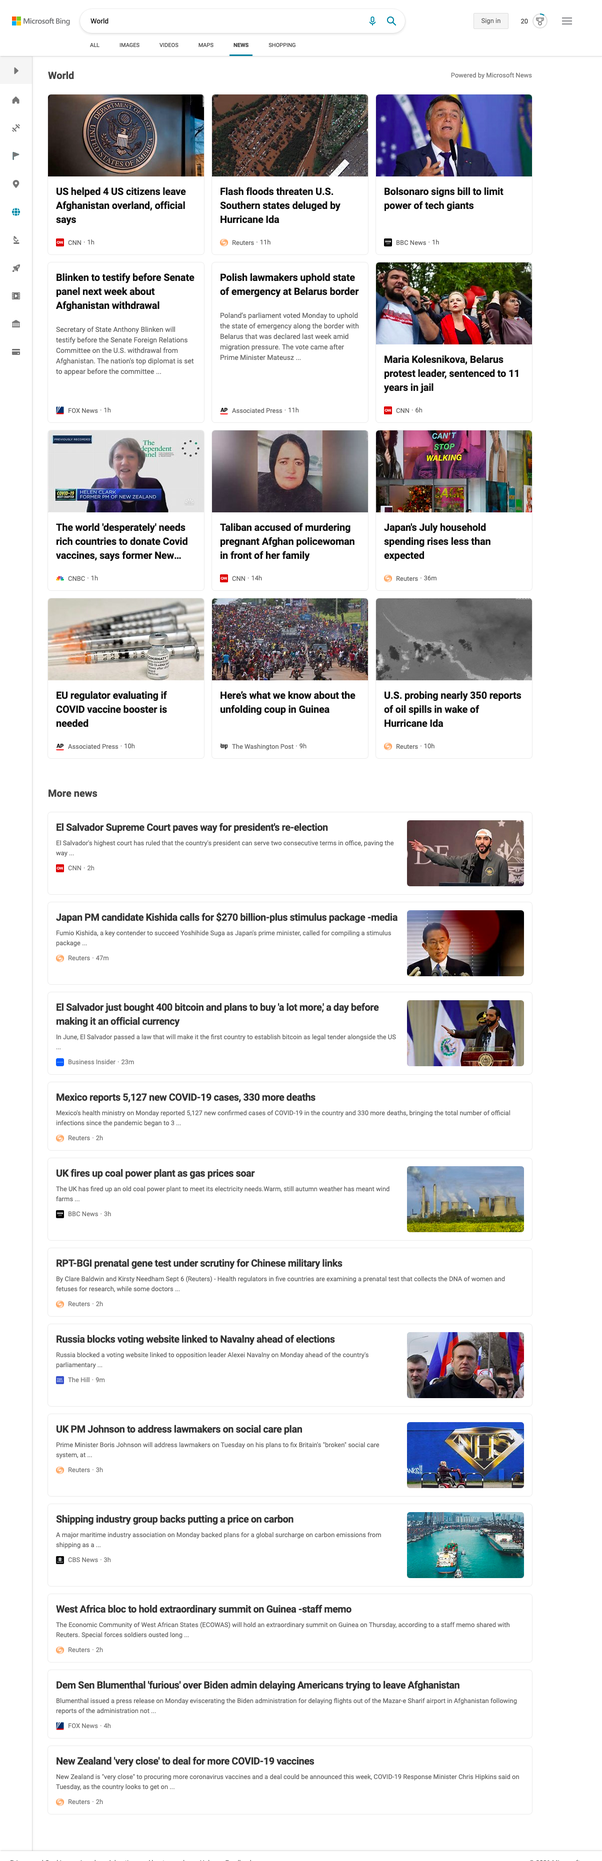 Microsoft Bing
World
Sign in
20
ALL IMAGES VIDEOS MAPS NEWS SHOPPING
World
Powered by Microsoft News
US helped 4 US citizens leave
Afghanistan overland, official
says
CNN · 1h
Flash floods threaten U.S.
Southern states deluged by
Hurricane Ida
Reuters · 11h
Bolsonaro signs bill to limit
power of tech giants
BBC News · 1h
Blinken to testify before Senate
panel next week about
Afghanistan withdrawal
Secretary of State Anthony Blinken will
testify before the Senate Foreign Relations
Committee on the U.S. withdrawal from
Afghanistan. The nation's top diplomat is set
to appear before the committee ...
FOX News · 1h
Polish lawmakers uphold state
of emergency at Belarus border
Poland's parliament voted Monday to uphold
the state of emergency along the border with
Belarus that was declared last week amid
migration pressure. The vote came after
Prime Minister Mateusz ...
AP Associated Press · 11h
Maria Kolesnikova, Belarus
protest leader, sentenced to 11
years in jail
CNN · 6h
PREVIOUSLY RECORDED
The
HELEN CLARK
FORMER PM OF NEW ZEALAND
The world 'desperately' needs
rich countries to donate Covid
vaccines, says former New...
CNBC · 1h
Taliban accused of murdering
pregnant Afghan policewoman
in front of her family
CNN · 14h
CAN'T
STOP
WALKING
Japan's July household
spending rises less than
expected
Reuters · 36m
EU regulator evaluating if
COVID vaccine booster is
needed
AP Associated Press · 10h
Here's what we know about the
unfolding coup in Guinea
wp The Washington Post · 9h
U.S. probing nearly 350 reports
of oil spills in wake of
Hurricane Ida
Reuters · 10h
More news
El Salvador Supreme Court paves way for president's re-election
El Salvador's highest court has ruled that the country's president can serve two consecutive terms in office, paving the
way ...
CNN · 2h
Japan PM candidate Kishida calls for $270 billion-plus stimulus package -media
Fumio Kishida, a key contender to succeed Yoshihide Suga as Japan's prime minister, called for compiling a stimulus
package ...
Reuters · 47m
El Salvador just bought 400 bitcoin and plans to buy 'a lot more,' a day before
making it an official currency
In June, El Salvador passed a law that will make it the first country to establish bitcoin as legal tender alongside the US
...
Business Insider · 23m
Mexico reports 5,127 new COVID-19 cases, 330 more deaths
Mexico's health ministry on Monday reported 5,127 new confirmed cases of COVID-19 in the country and 330 more deaths, bringing the total number of official
infections since the pandemic began to 3 ...
Reuters · 2h
UK fires up coal power plant as gas prices soar
The UK has fired up an old coal power plant to meet its electricity needs.Warm, still autumn weather has meant wind
farms ...
BBC News · 3h
RPT-BGI prenatal gene test under scrutiny for Chinese military links
By Clare Baldwin and Kirsty Needham Sept 6 (Reuters) - Health regulators in five countries are examining a prenatal test that collects the DNA of women and
fetuses for research, while some doctors ...
Reuters · 2h
Russia blocks voting website linked to Navalny ahead of elections
Russia blocked a voting website linked to opposition leader Alexei Navalny on Monday ahead of the country's
parliamentary ...
The Hill · 9m
UK PM Johnson to address lawmakers on social care plan
Prime Minister Boris Johnson will address lawmakers on Tuesday on his plans to fix Britain's "broken" social care
system, at ...
Reuters · 3h
NHS
Shipping industry group backs putting a price on carbon
A major maritime industry association on Monday backed plans for a global surcharge on carbon emissions from
shipping as a ...
CBS News · 3h
West Africa bloc to hold extraordinary summit on Guinea -staff memo
The Economic Community of West African States (ECOWAS) will hold an extraordinary summit on Guinea on Thursday, according to a staff memo shared with
Reuters. Special forces soldiers ousted long ...
Reuters · 2h
Dem Sen Blumenthal 'furious' over Biden admin delaying Americans trying to leave Afghanistan
Blumenthal issued a press release on Monday eviscerating the Biden administration for delaying flights out of the Mazar-e Sharif airport in Afghanistan following
reports of the administration not ...
FOX News · 4h
New Zealand 'very close' to deal for more COVID-19 vaccines
New Zealand is "very close" to procuring more coronavirus vaccines and a deal could be announced this week, COVID-19 Response Minister Chris Hipkins said on
Tuesday, as the country looks to get on ...
Reuters · 2h